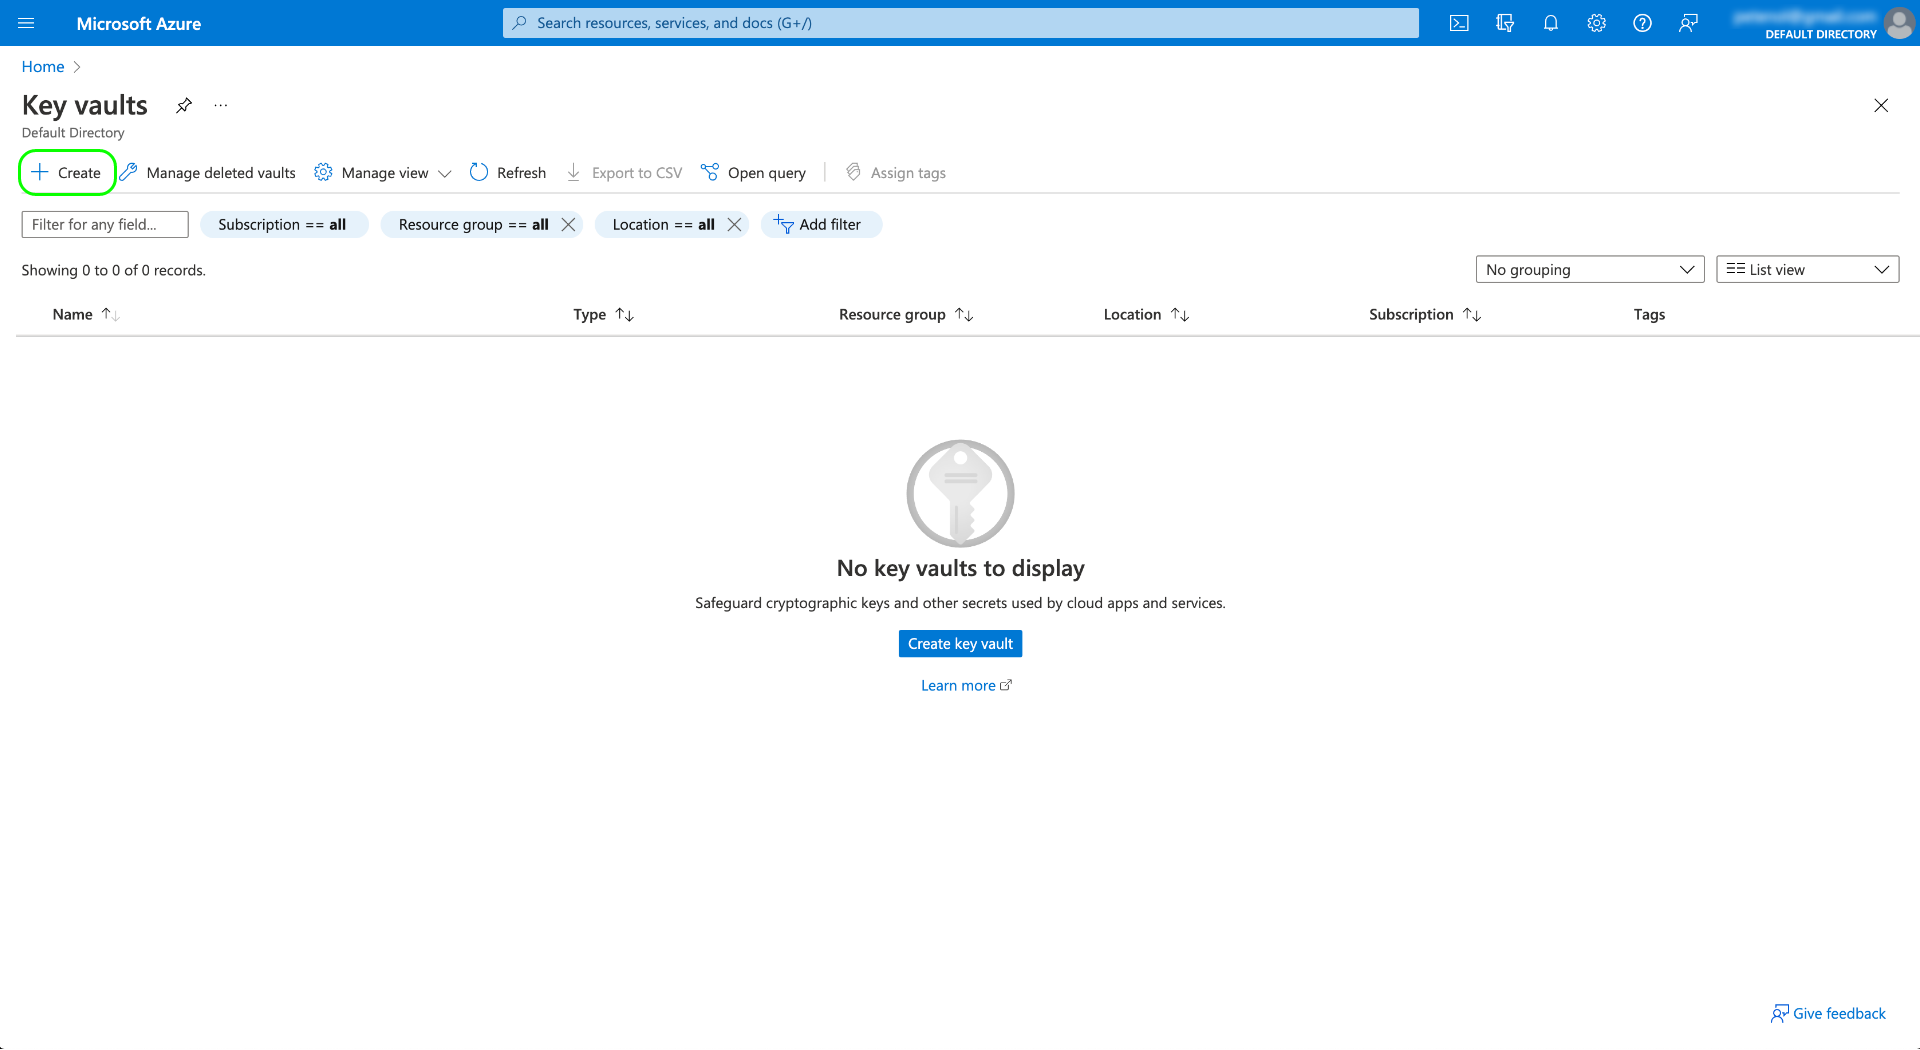 Microsoft Azure
Search resources, services, and docs (G+/)
DEFAULT DIRECTORY
Home
Key vaults
Default Directory
Create
Manage deleted vaults
Manage view
Refresh
Export to CSV
Open query
Assign tags
Filter for any field...
Subscription == all
Resource group == all
Location == all
Add filter
Showing 0 to 0 of 0 records.
No grouping
List view
Name
Type
Resource group
Location
Subscription
Tags
No key vaults to display
Safeguard cryptographic keys and other secrets used by cloud apps and services.
Create key vault
Learn more
Give feedback